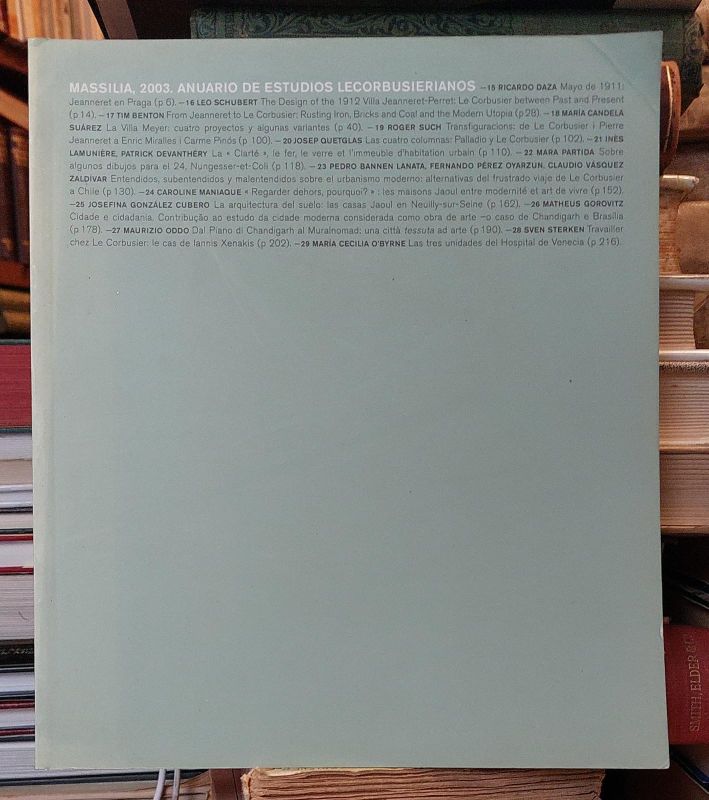 MASSILIA, 2003. ANUARIO DE ESTUDIOS LECORBUSIERIANOS —15 RICARDO DAZA Mayo de 1911:
Jeanneret en Praga (p 6). —16 LEO SCHUBERT The Design of the 1912 Villa Jeanneret-Perret: Le Corbusier between Past and Present
(p 14). —17 TIM BENTON From Jeanneret to Le Corbusier: Rusting Iron, Bricks and Coal and the Modern Utopia (p 28). —18 MARÍA CANDELA
SUÁREZ La Villa Meyer: cuatro proyectos y algunas variantes (p 40). —19 ROGER SUCH Transfiguracions: de Le Corbusier i Pierre
Jeanneret a Enric Miralles i Carme Pinós (p 100). —20 JOSEP QUETGLAS Las cuatro columnas: Palladio y Le Corbusier (p 102). —21 INÈS
LAMUNIÈRE, PATRICK DEVANTHÉRY La « Clarté », le fer, le verre et l'immeuble d'habitation urbain (p 110). —22 MARA PARTIDA Sobre
algunos dibujos para el 24, Nungesser-et-Coli (p 118). —23 PEDRO BANNEN LANATA, FERNANDO PÉREZ OYARZUN, CLAUDIO VÁSQUEZ
ZALDÍVAR Entendidos, subentendidos y malentendidos sobre el urbanismo moderno: alternativas del frustrado viaje de Le Corbusier
a Chile (p 130). —24 CAROLINE MANIAQUE « Regarder dehors, pourquoi? » : les maisons Jaoul entre modernité et art de vivre (p 152).
—25 JOSEFINA GONZÁLEZ CUBERO La arquitectura del suelo: las casas Jaoul en Neuilly-sur-Seine (p 162). —26 MATHEUS GOROVITZ
Cidade e cidadania. Contribução ao estudo da cidade moderna considerada como obra de arte —o caso de Chandigarh e Brasília
(p 178). —27 MAURIZIO ODDO Dal Piano di Chandigarh al Muralnomad: una città tessuta ad arte (p 190). —28 SVEN STERKEN Travailler
chez Le Corbusier: le cas de Iannis Xenakis (p 202). —29 MARÍA CECILIA O'BYRNE Las tres unidades del Hospital de Venecia (p 216).
SMITH, ELDER & Co.